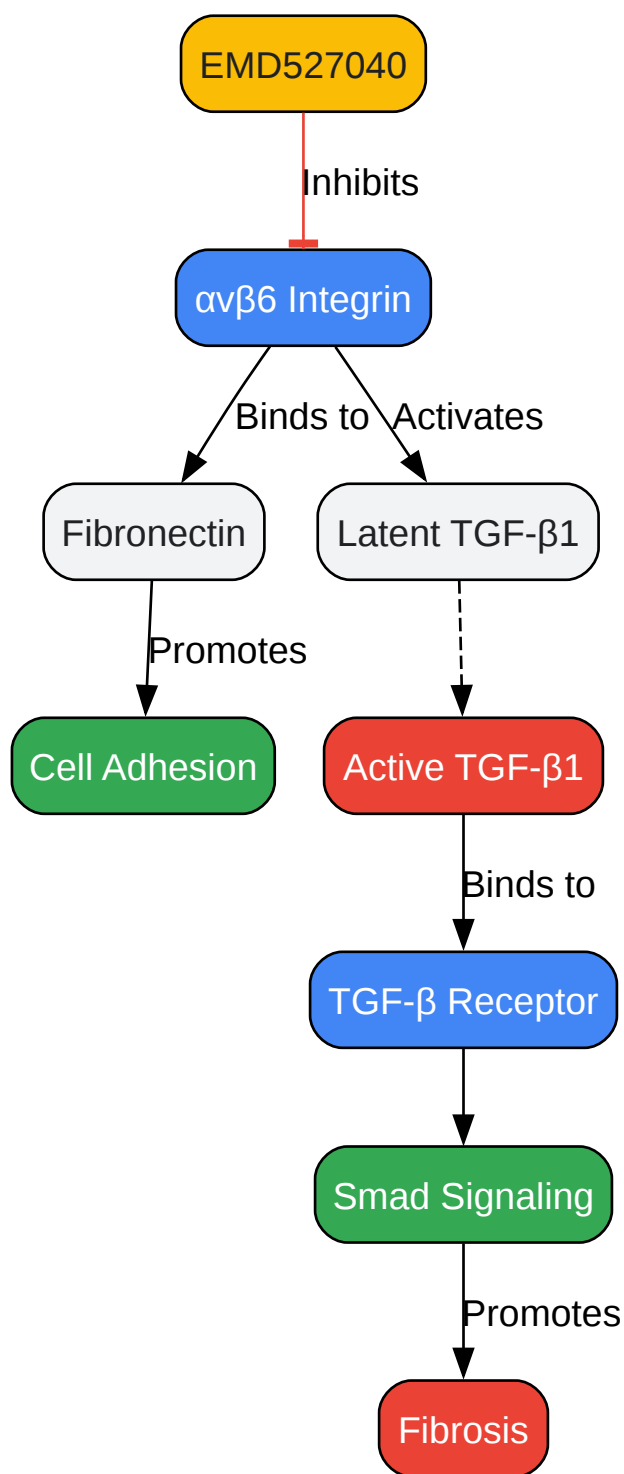 EMD527040
Inhibits
αvβ6 Integrin
Binds to
Activates
Fibronectin
Latent TGF-β1
Promotes
Cell Adhesion
Active TGF-β1
Binds to
TGF-β Receptor
Smad Signaling
Promotes
Fibrosis